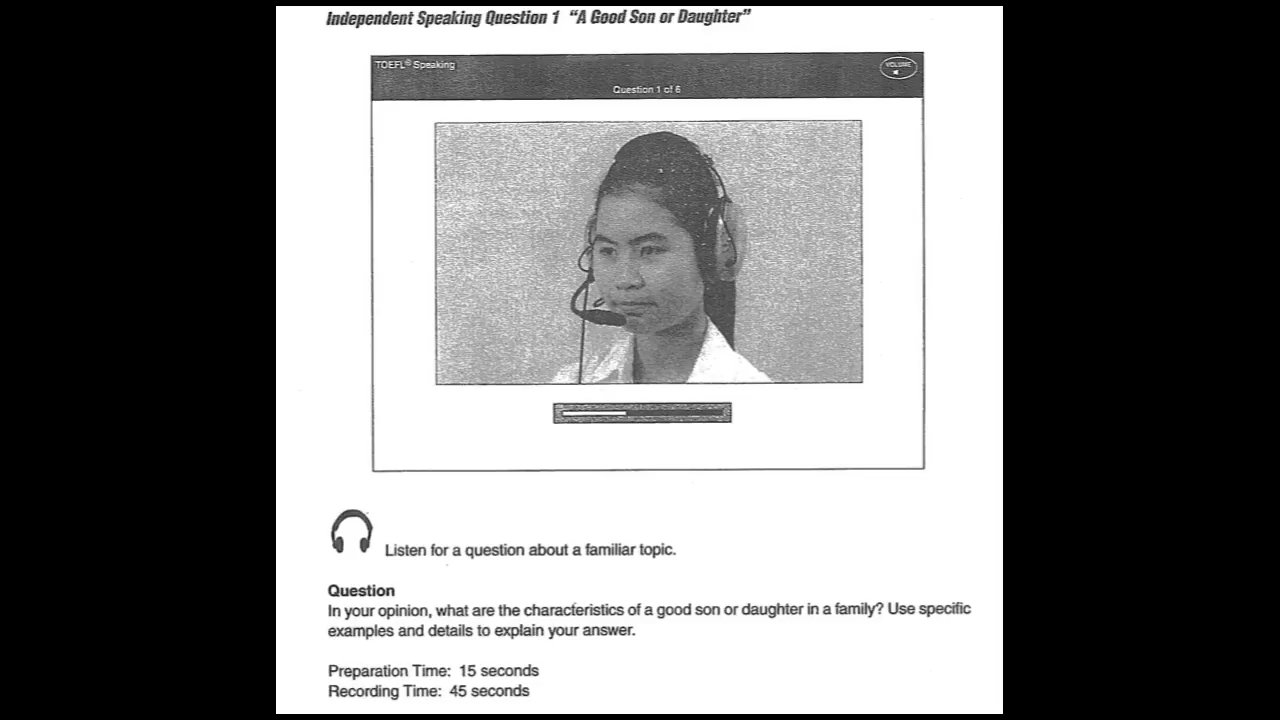 Independent Speaking Question 1 "A Good Son or Daughter"
TOEFL® Speaking
VOLUME
Question 1 of 6
Listen for a question about a familiar topic.
Question
In your opinion, what are the characteristics of a good son or daughter in a family? Use specific
examples and details to explain your answer.
Preparation Time: 15 seconds
Recording Time: 45 seconds